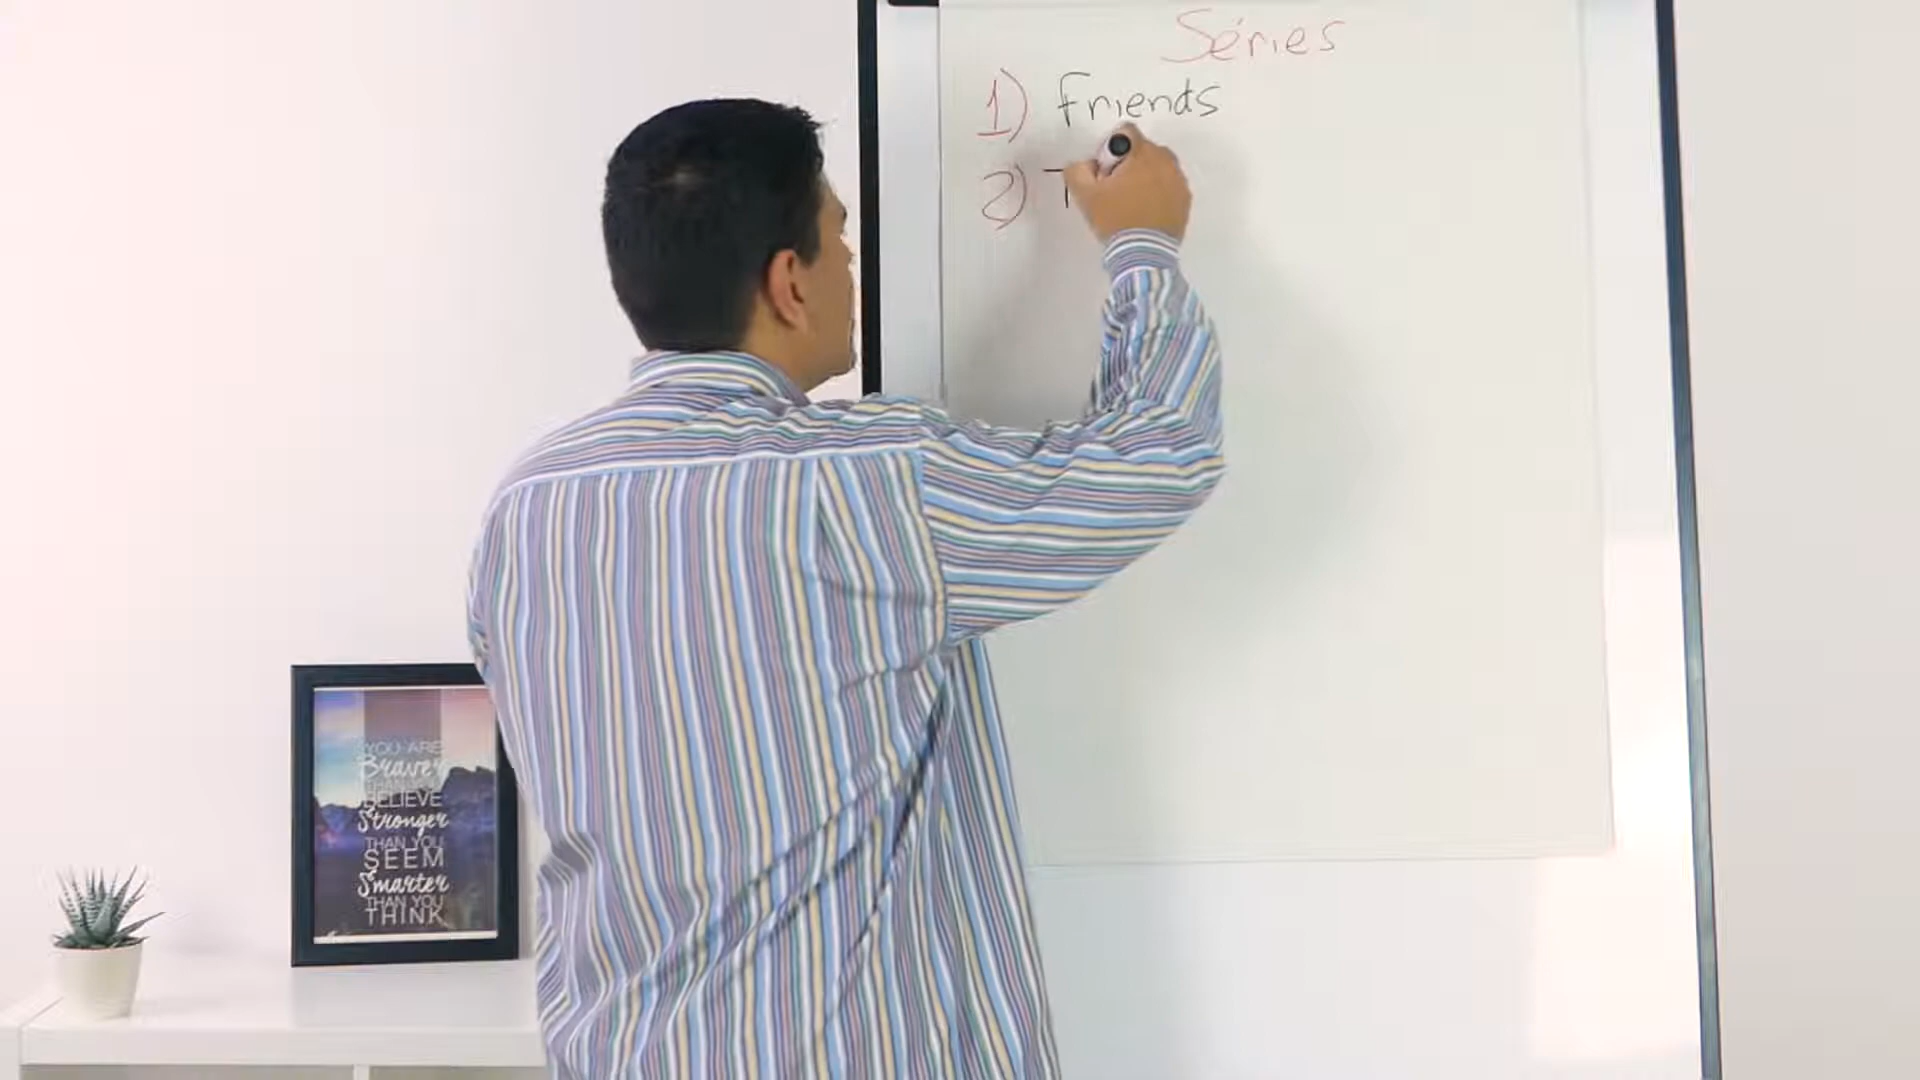 Séries
1) Friends
2) T
YOU ARE
Braver
THAN YOU
BELIEVE
Stronger
THAN YOU
SEEM
Smarter
THAN YOU
THINK